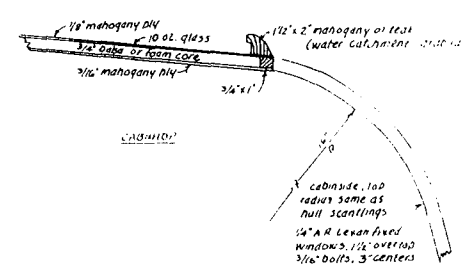 1/8" mahogany ply
10 oz. glass
3/4" balsa or foam core
3/16" mahogany ply
3/4" x 1"
1 1/2" x 2" mahogany or teak
(water catchment
CABINTOP
cabinside, top
radius same as
hull scantlings
1/4" A.R. Lexan fixed
windows, 1 1/2" overlap
3/16" bolts, 3" centers